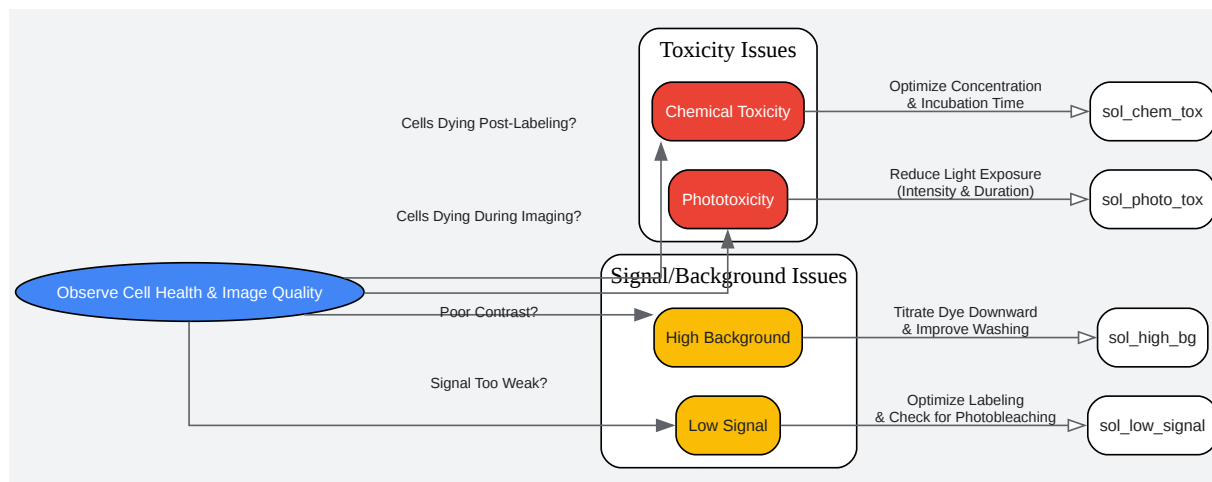 Toxicity Issues
Chemical Toxicity
Optimize Concentration
& Incubation Time
sol_chem_tox
Cells Dying Post-Labeling?
Phototoxicity
Reduce Light Exposure
(Intensity & Duration)
sol_photo_tox
Cells Dying During Imaging?
Signal/Background Issues
Observe Cell Health & Image Quality
Poor Contrast?
High Background
Titrate Dye Downward
& Improve Washing
sol_high_bg
Signal Too Weak?
Low Signal
Optimize Labeling
& Check for Photobleaching
sol_low_signal